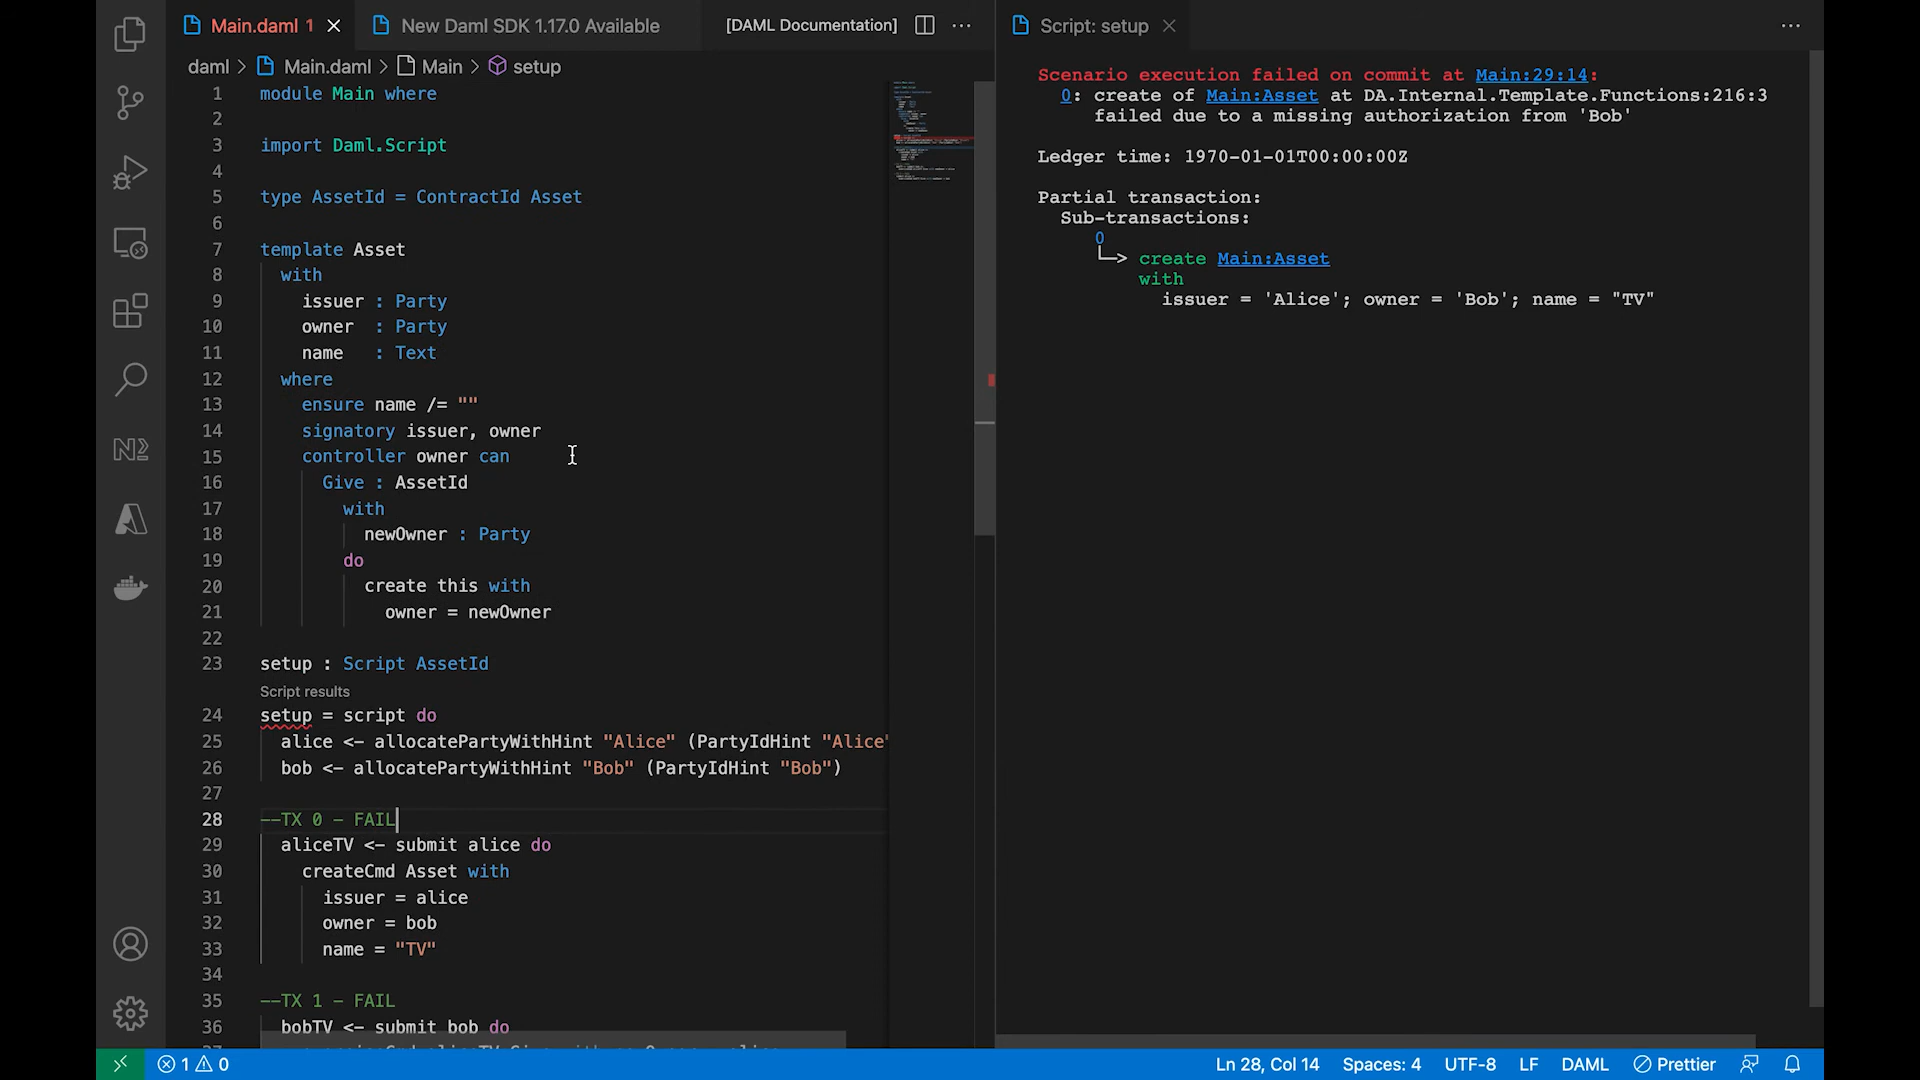 Main.daml 1
New Daml SDK 1.17.0 Available
[DAML Documentation]
daml > Main.daml > Main > setup
1 module Main where
2
3 import Daml.Script
4
5 type AssetId = ContractId Asset
6
7 template Asset
8 with
9 issuer : Party
10 owner : Party
11 name : Text
12 where
13 ensure name /= ""
14 signatory issuer, owner
15 controller owner can
16 Give : AssetId
17 with
18 newOwner : Party
19 do
20 create this with
21 owner = newOwner
22
23 setup : Script AssetId
Script results
24 setup = script do
25 alice <- allocatePartyWithHint "Alice" (PartyIdHint "Alice"
26 bob <- allocatePartyWithHint "Bob" (PartyIdHint "Bob")
27
28 --TX 0 - FAIL
29 aliceTV <- submit alice do
30 createCmd Asset with
31 issuer = alice
32 owner = bob
33 name = "TV"
34
35 --TX 1 - FAIL
36 bobTV <- submit bob do
Script: setup
Scenario execution failed on commit at Main:29:14:
0: create of Main:Asset at DA.Internal.Template.Functions:216:3
failed due to a missing authorization from 'Bob'
Ledger time: 1970-01-01T00:00:00Z
Partial transaction:
Sub-transactions:
0
└─> create Main:Asset
with
issuer = 'Alice'; owner = 'Bob'; name = "TV"
1 0
Ln 28, Col 14 Spaces: 4 UTF-8 LF DAML Prettier